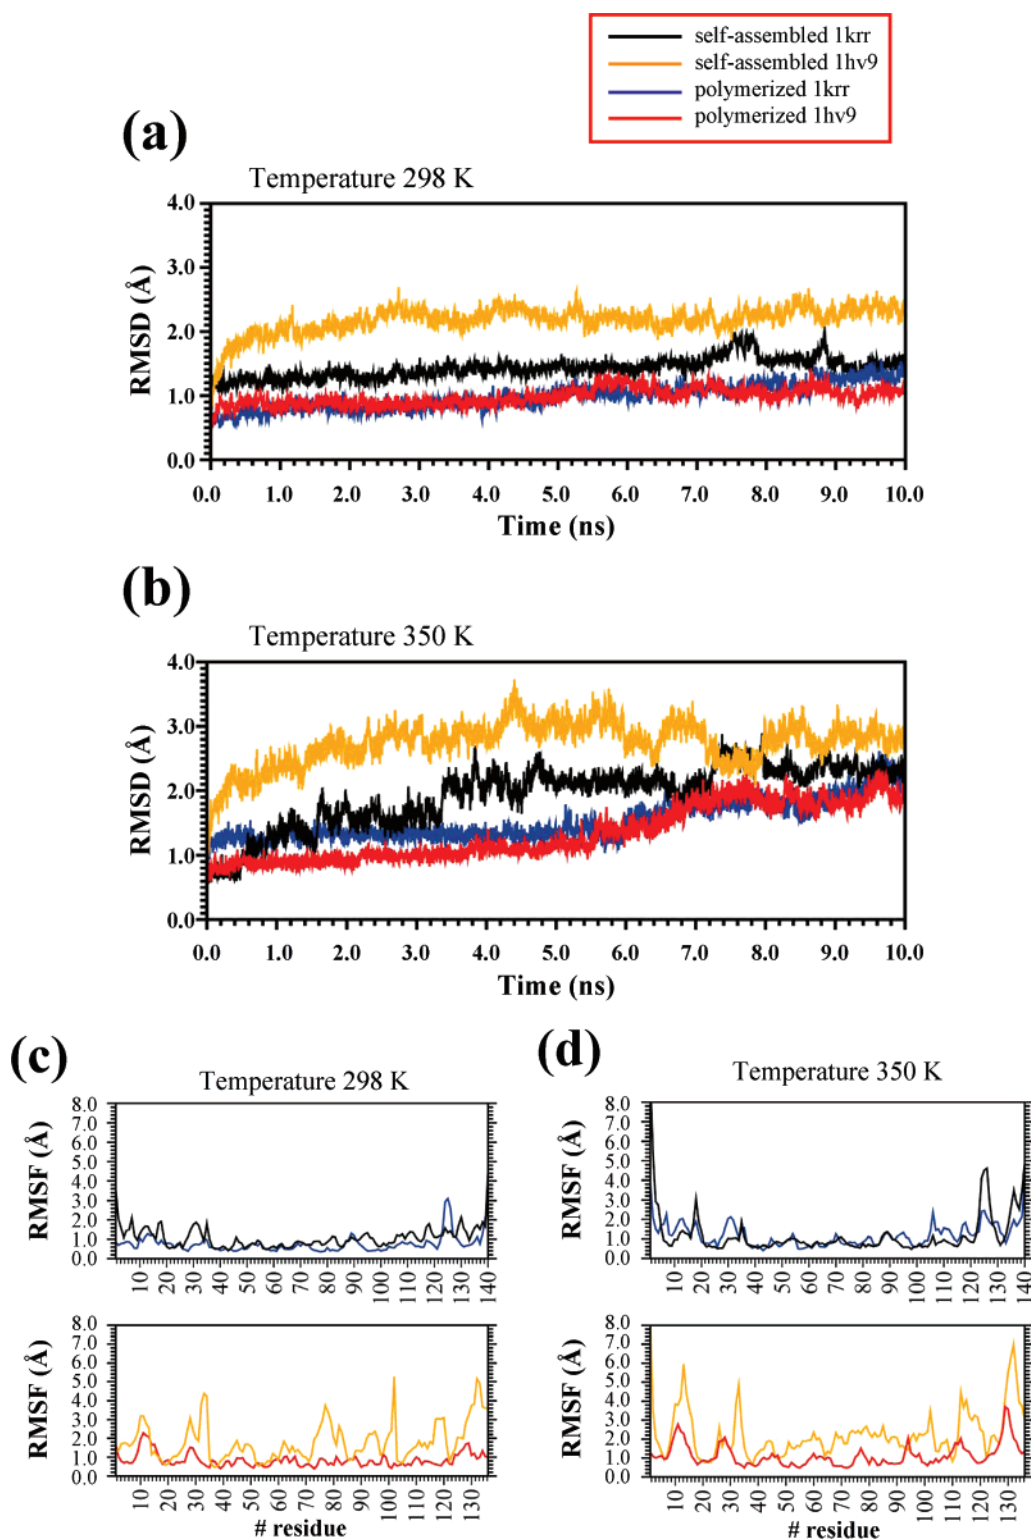 self-assembled 1krr
self-assembled 1hv9
polymerized 1krr
polymerized 1hv9
(a)
Temperature 298 K
RMSD (Å)
4.0
3.0
2.0
1.0
0.0
0.0 1.0 2.0 3.0 4.0 5.0 6.0 7.0 8.0 9.0 10.0
Time (ns)
(b)
Temperature 350 K
RMSD (Å)
4.0
3.0
2.0
1.0
0.0
0.0 1.0 2.0 3.0 4.0 5.0 6.0 7.0 8.0 9.0 10.0
Time (ns)
(c)
Temperature 298 K
RMSF (Å)
8.0
7.0
6.0
5.0
4.0
3.0
2.0
1.0
0.0
10 20 30 40 50 60 70 80 90 100 110 120 130 140
RMSF (Å)
8.0
7.0
6.0
5.0
4.0
3.0
2.0
1.0
0.0
10 20 30 40 50 60 70 80 90 100 110 120 130
# residue
(d)
Temperature 350 K
RMSF (Å)
8.0
7.0
6.0
5.0
4.0
3.0
2.0
1.0
0.0
10 20 30 40 50 60 70 80 90 100 110 120 130 140
RMSF (Å)
8.0
7.0
6.0
5.0
4.0
3.0
2.0
1.0
0.0
10 20 30 40 50 60 70 80 90 100 110 120 130
# residue